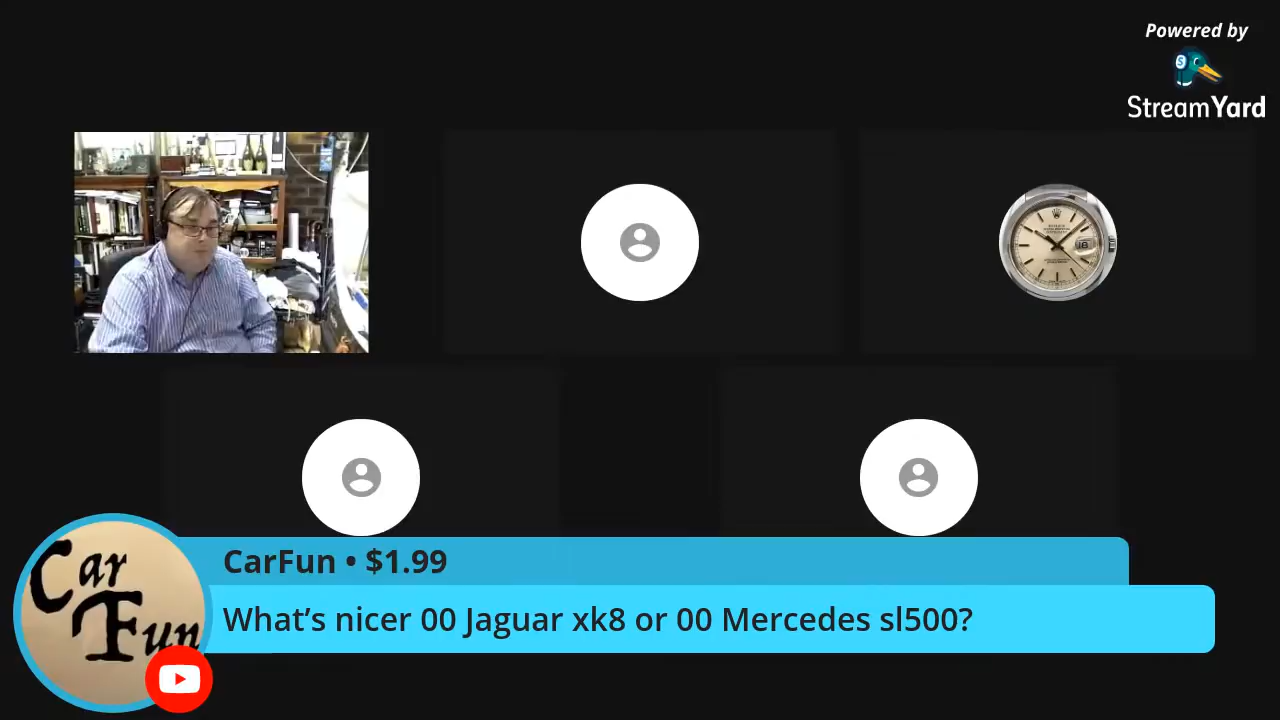 Powered by
StreamYard
CarFun • $1.99
What's nicer 00 Jaguar xk8 or 00 Mercedes sl500?
Car
Fun